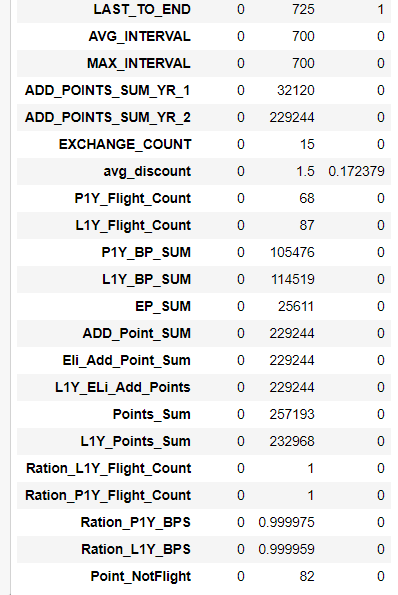 LAST_TO_END 0 725 1
AVG_INTERVAL 0 700 0
MAX_INTERVAL 0 700 0
ADD_POINTS_SUM_YR_1 0 32120 0
ADD_POINTS_SUM_YR_2 0 229244 0
EXCHANGE_COUNT 0 15 0
avg_discount 0 1.5 0.172379
P1Y_Flight_Count 0 68 0
L1Y_Flight_Count 0 87 0
P1Y_BP_SUM 0 105476 0
L1Y_BP_SUM 0 114519 0
EP_SUM 0 25611 0
ADD_Point_SUM 0 229244 0
Eli_Add_Point_Sum 0 229244 0
L1Y_ELi_Add_Points 0 229244 0
Points_Sum 0 257193 0
L1Y_Points_Sum 0 232968 0
Ration_L1Y_Flight_Count 0 1 0
Ration_P1Y_Flight_Count 0 1 0
Ration_P1Y_BPS 0 0.999975 0
Ration_L1Y_BPS 0 0.999959 0
Point_NotFlight 0 82 0